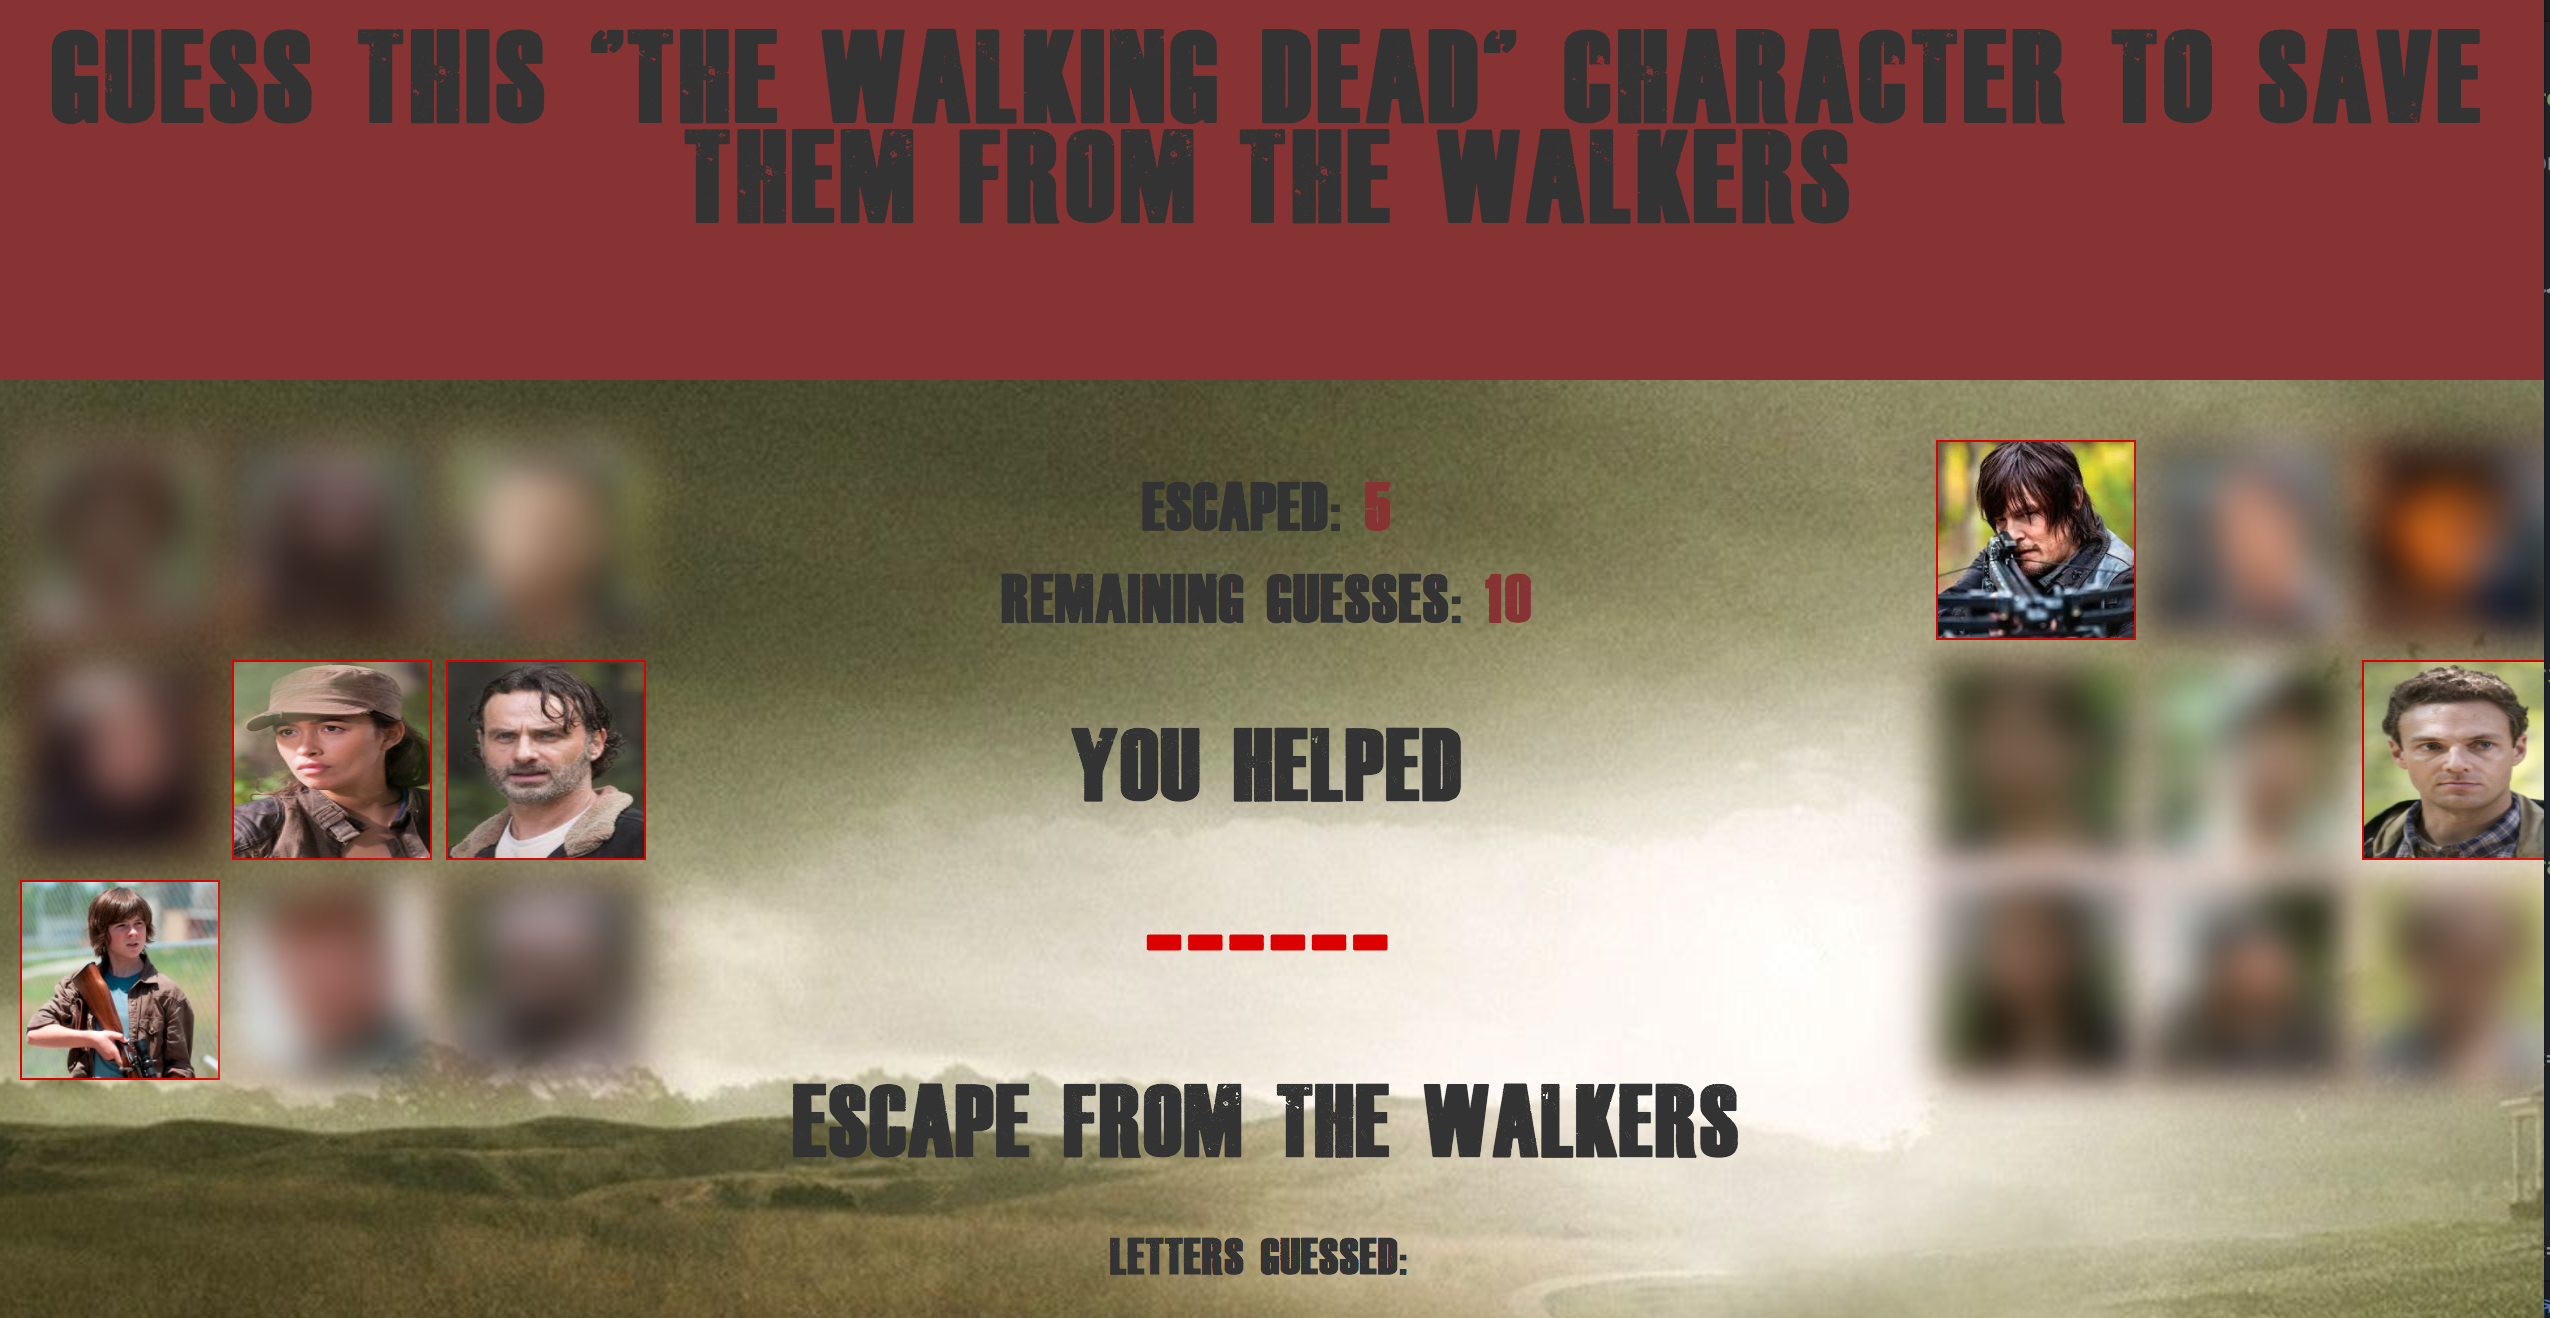 GUESS THIS "THE WALKING DEAD" CHARACTER TO SAVE
THEM FROM THE WALKERS
ESCAPED: 5
REMAINING GUESSES: 10
YOU HELPED
______
ESCAPE FROM THE WALKERS
LETTERS GUESSED: